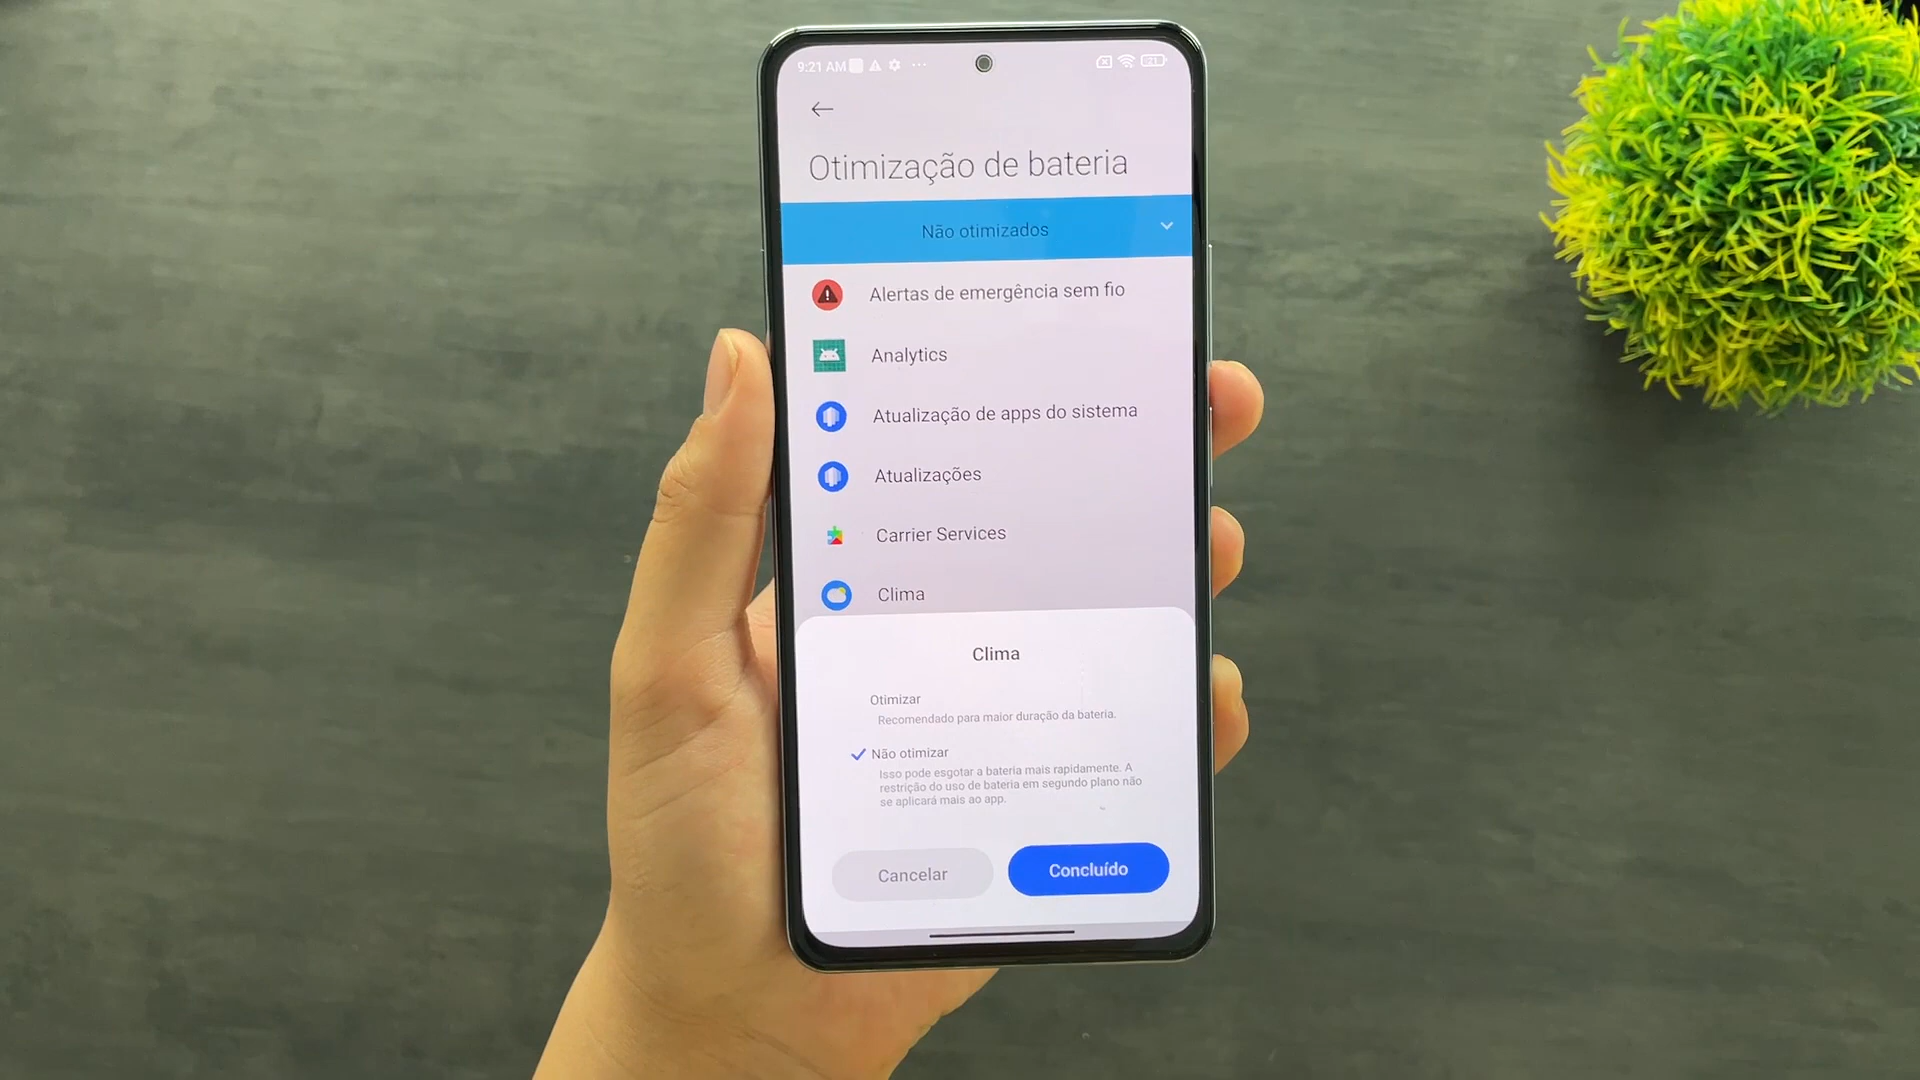 9:21 AM
21
Otimização de bateria
Não otimizados
Alertas de emergência sem fio
Analytics
Atualização de apps do sistema
Atualizações
Carrier Services
Clima
Clima
Otimizar
Recomendado para maior duração da bateria.
Não otimizar
Isso pode esgotar a bateria mais rapidamente. A
restrição do uso de bateria em segundo plano não
se aplicará mais ao app.
Cancelar
Concluído